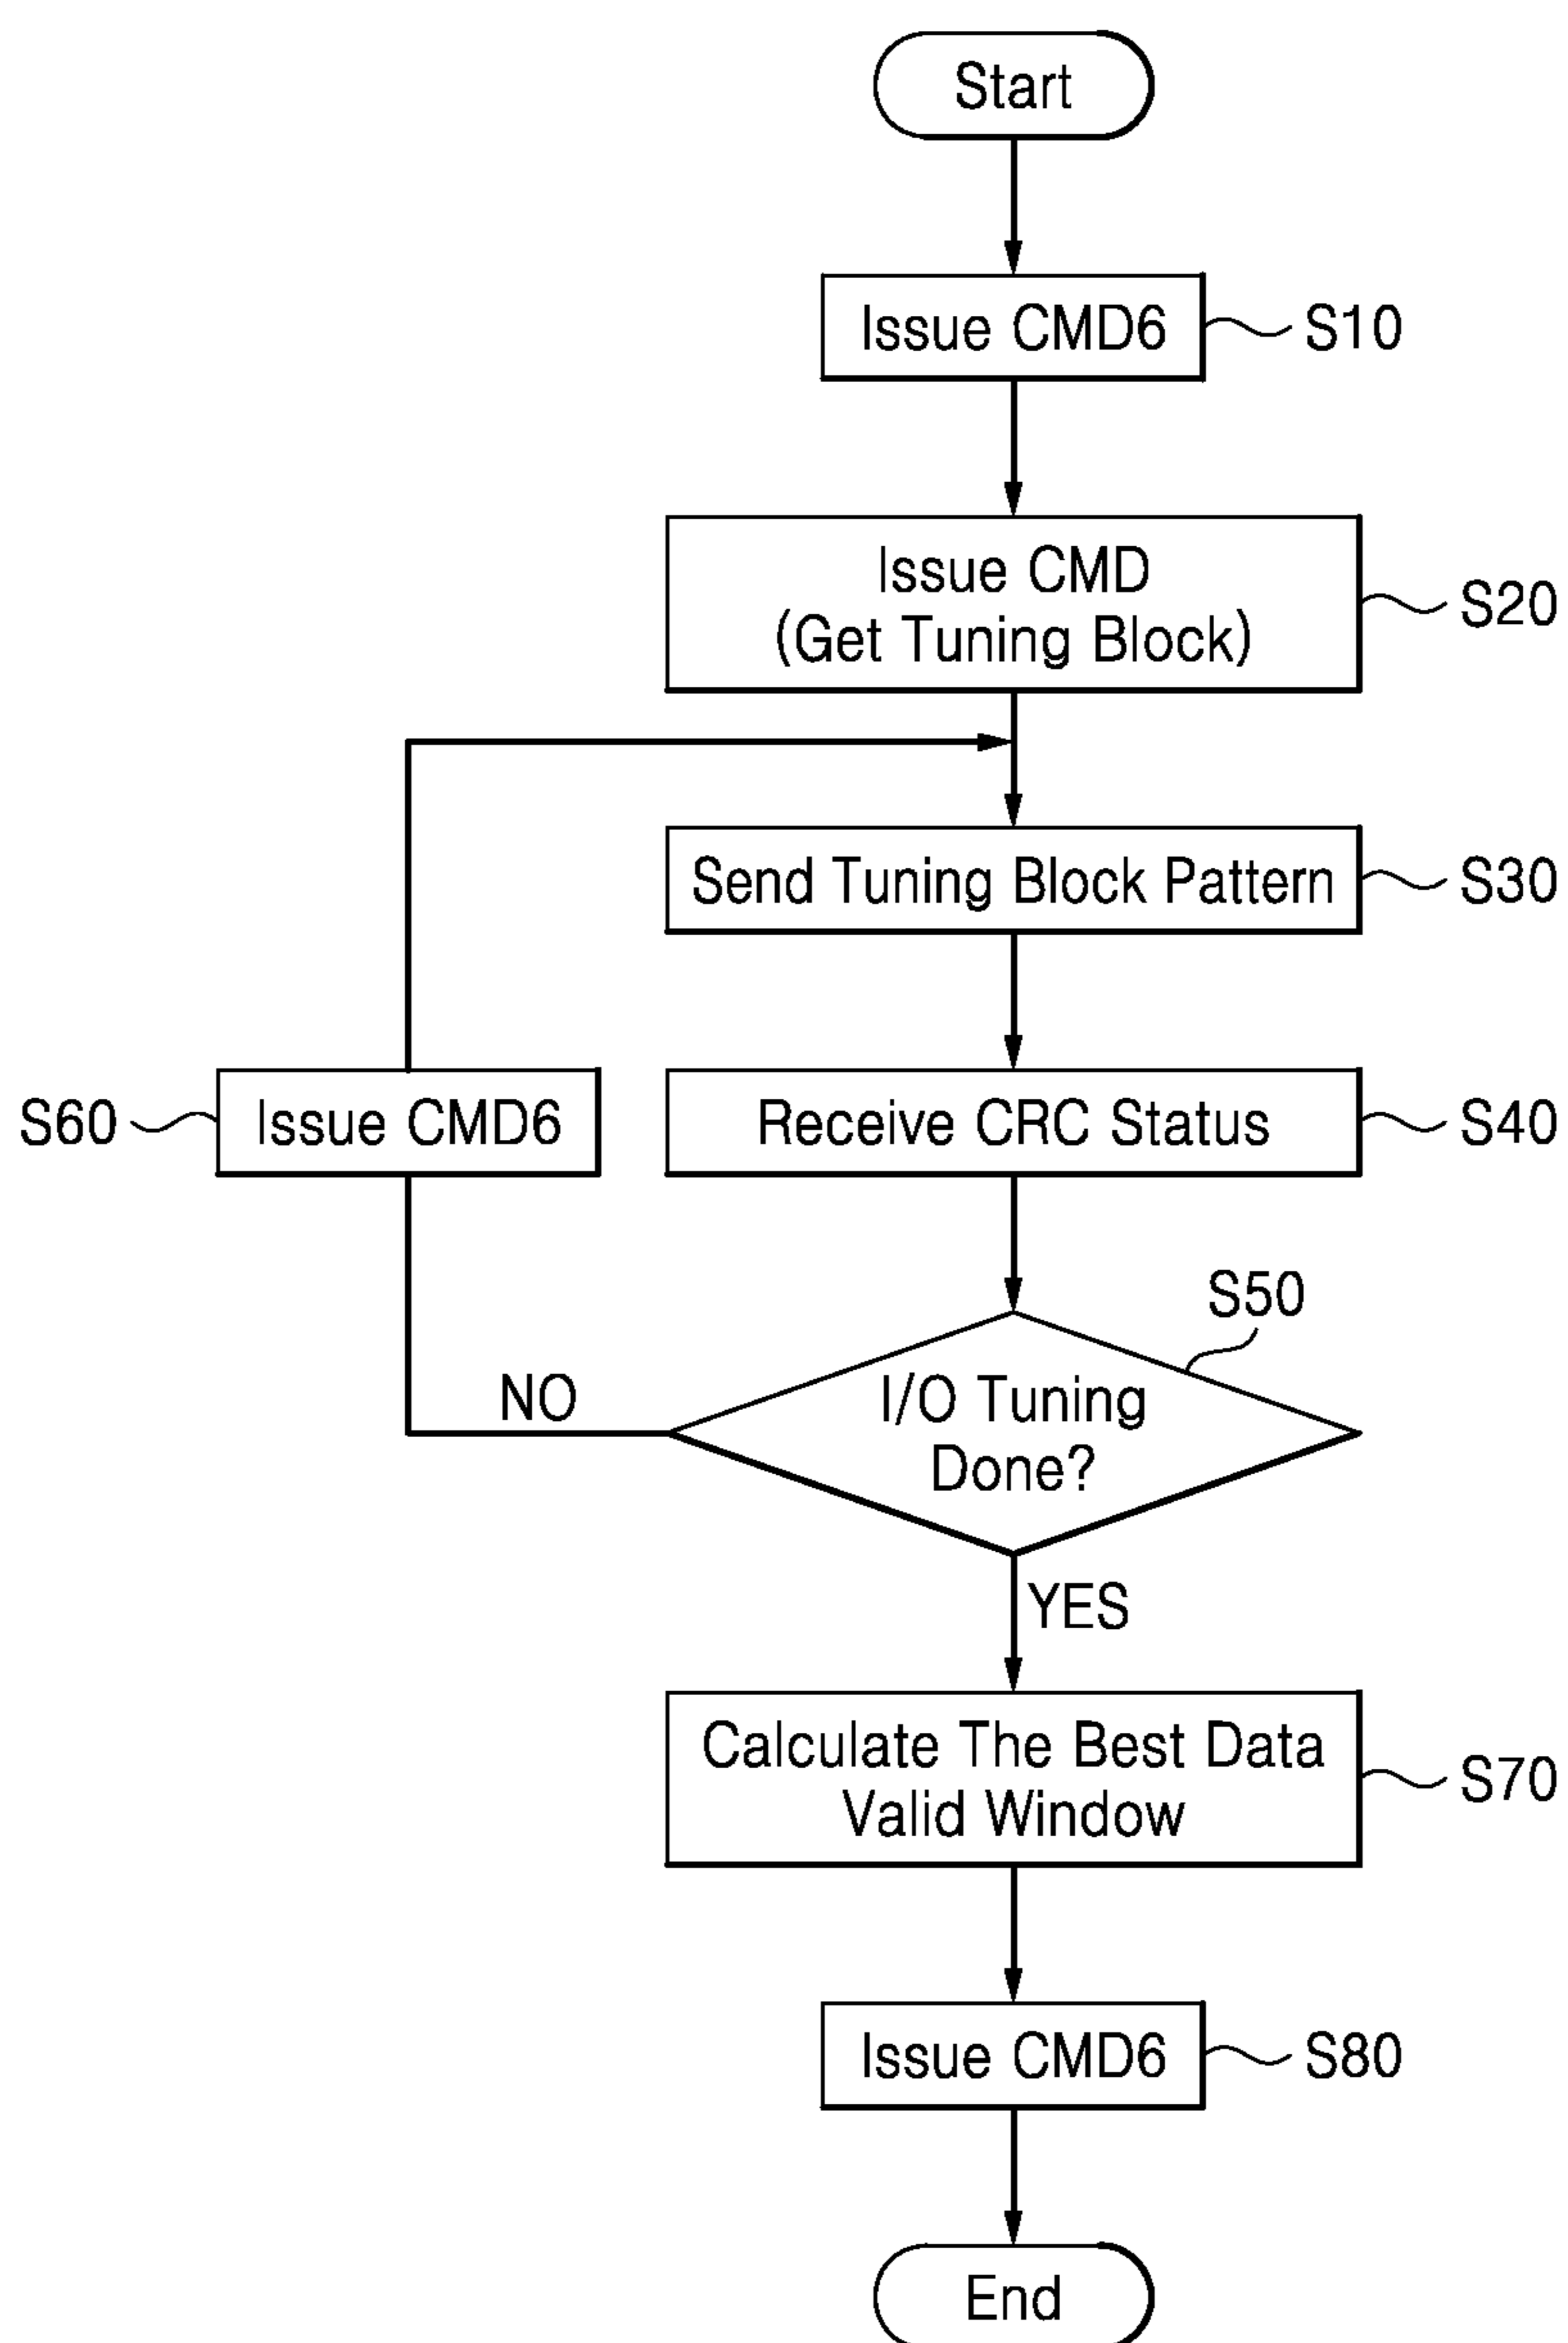 Start
Issue CMD6
S10
Issue CMD
(Get Tuning Block)
S20
Send Tuning Block Pattern
S30
S60
Issue CMD6
Receive CRC Status
S40
S50
NO
I/O Tuning
Done?
YES
Calculate The Best Data
Valid Window
S70
Issue CMD6
S80
End